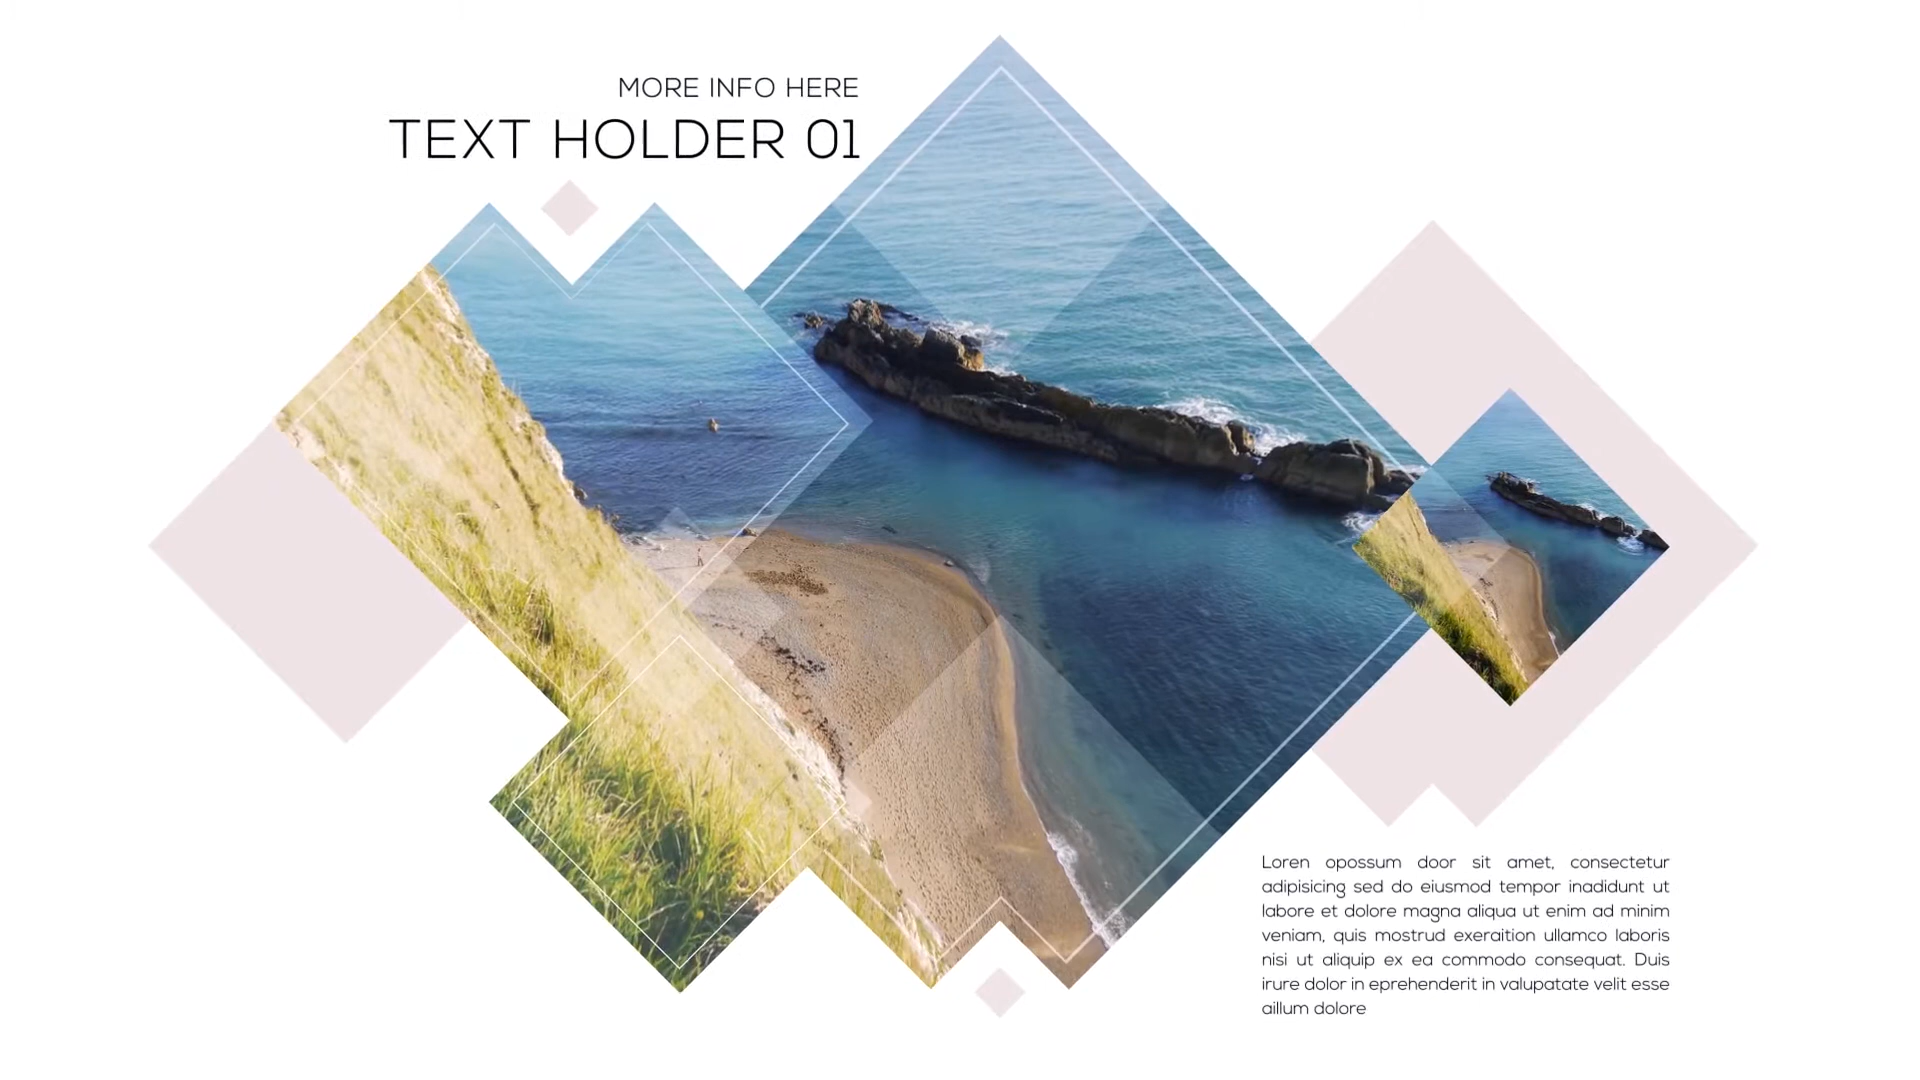 MORE INFO HERE
TEXT HOLDER 01
Loren opossum door sit amet, consectetur
adipisicing sed do eiusmod tempor inadidunt ut
labore et dolore magna aliqua ut enim ad minim
veniam, quis mostrud exeraition ullamco laboris
nisi ut aliquip ex ea commodo consequat. Duis
irure dolor in eprehenderit in valupatate velit esse
aillum dolore